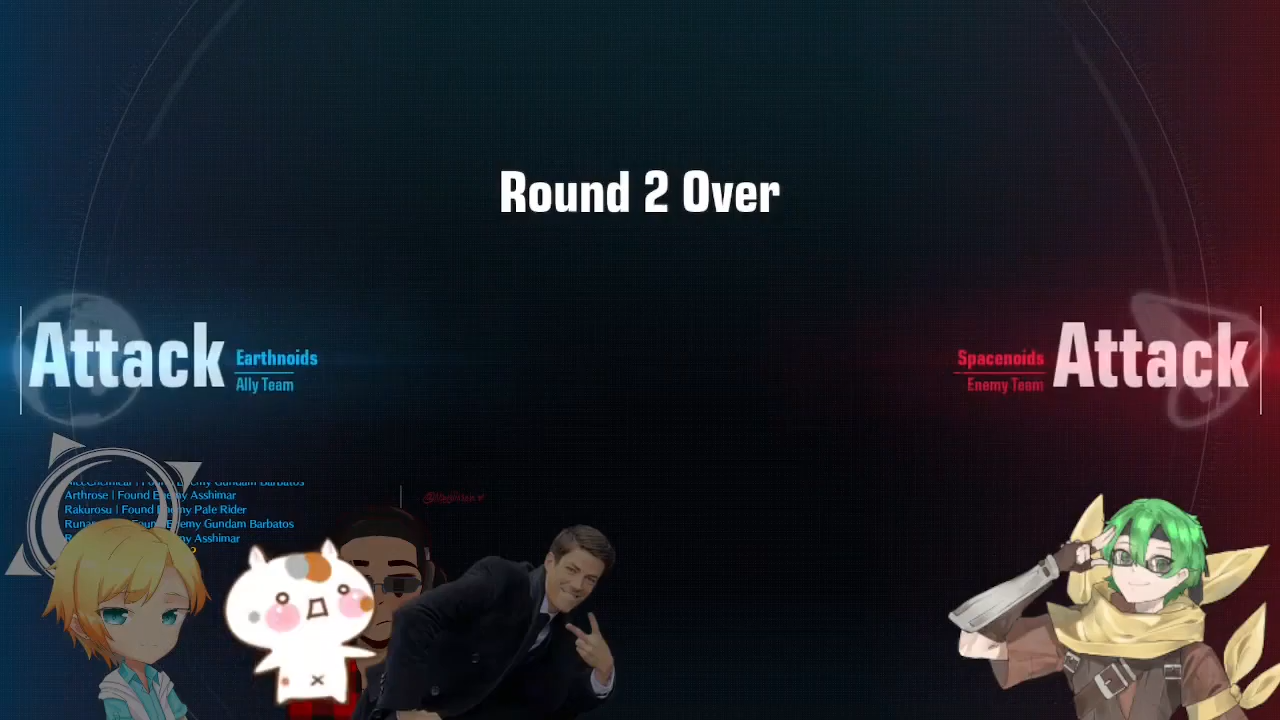 Round 2 Over
Attack
Earthnoids
Ally Team
Spacenoids
Enemy Team
Attack
Arthrose | Found Enemy Asshimar
Rakurosu | Found Enemy Pale Rider
Enemy Gundam Barbatos
Asshimar